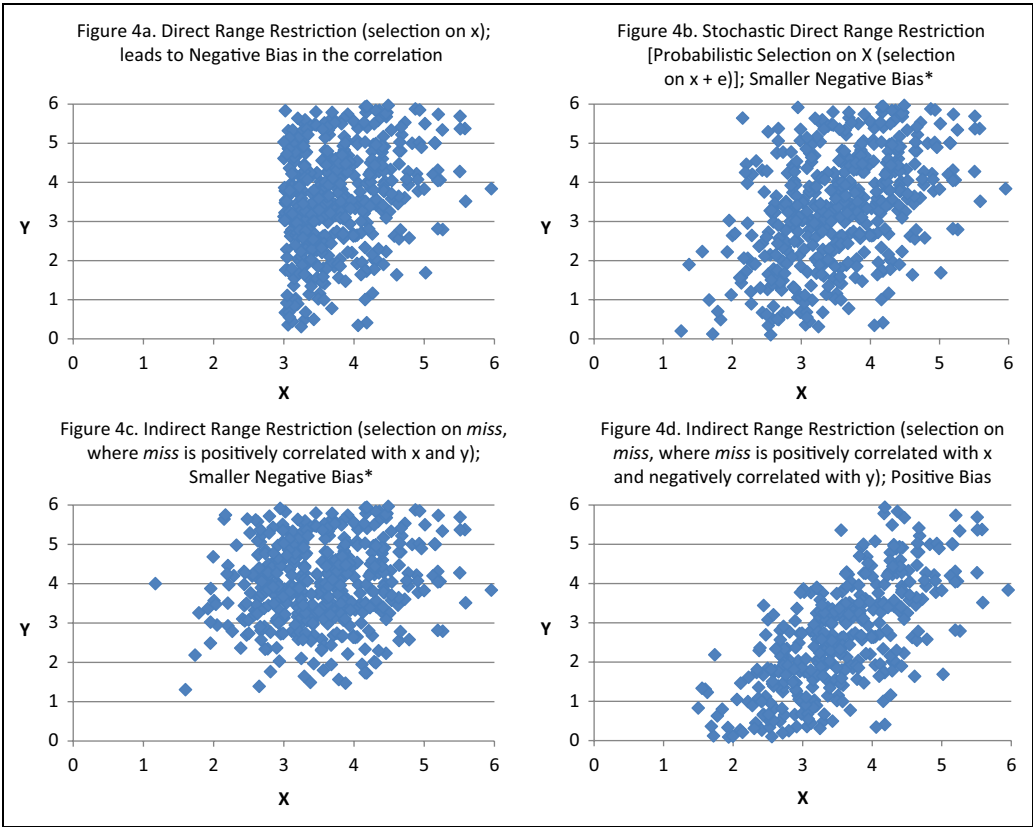 Figure 4a. Direct Range Restriction (selection on x);
leads to Negative Bias in the correlation
6
5
4
3
2
1
0
Y
0 1 2 3 4 5 6
X
Figure 4b. Stochastic Direct Range Restriction
[Probabilistic Selection on X (selection
on x + e)]; Smaller Negative Bias*
6
5
4
3
2
1
0
Y
0 1 2 3 4 5 6
X
Figure 4c. Indirect Range Restriction (selection on miss,
where miss is positively correlated with x and y);
Smaller Negative Bias*
6
5
4
3
2
1
0
Y
0 1 2 3 4 5 6
X
Figure 4d. Indirect Range Restriction (selection on
miss, where miss is positively correlated with x
and negatively correlated with y); Positive Bias
6
5
4
3
2
1
0
Y
0 1 2 3 4 5 6
X